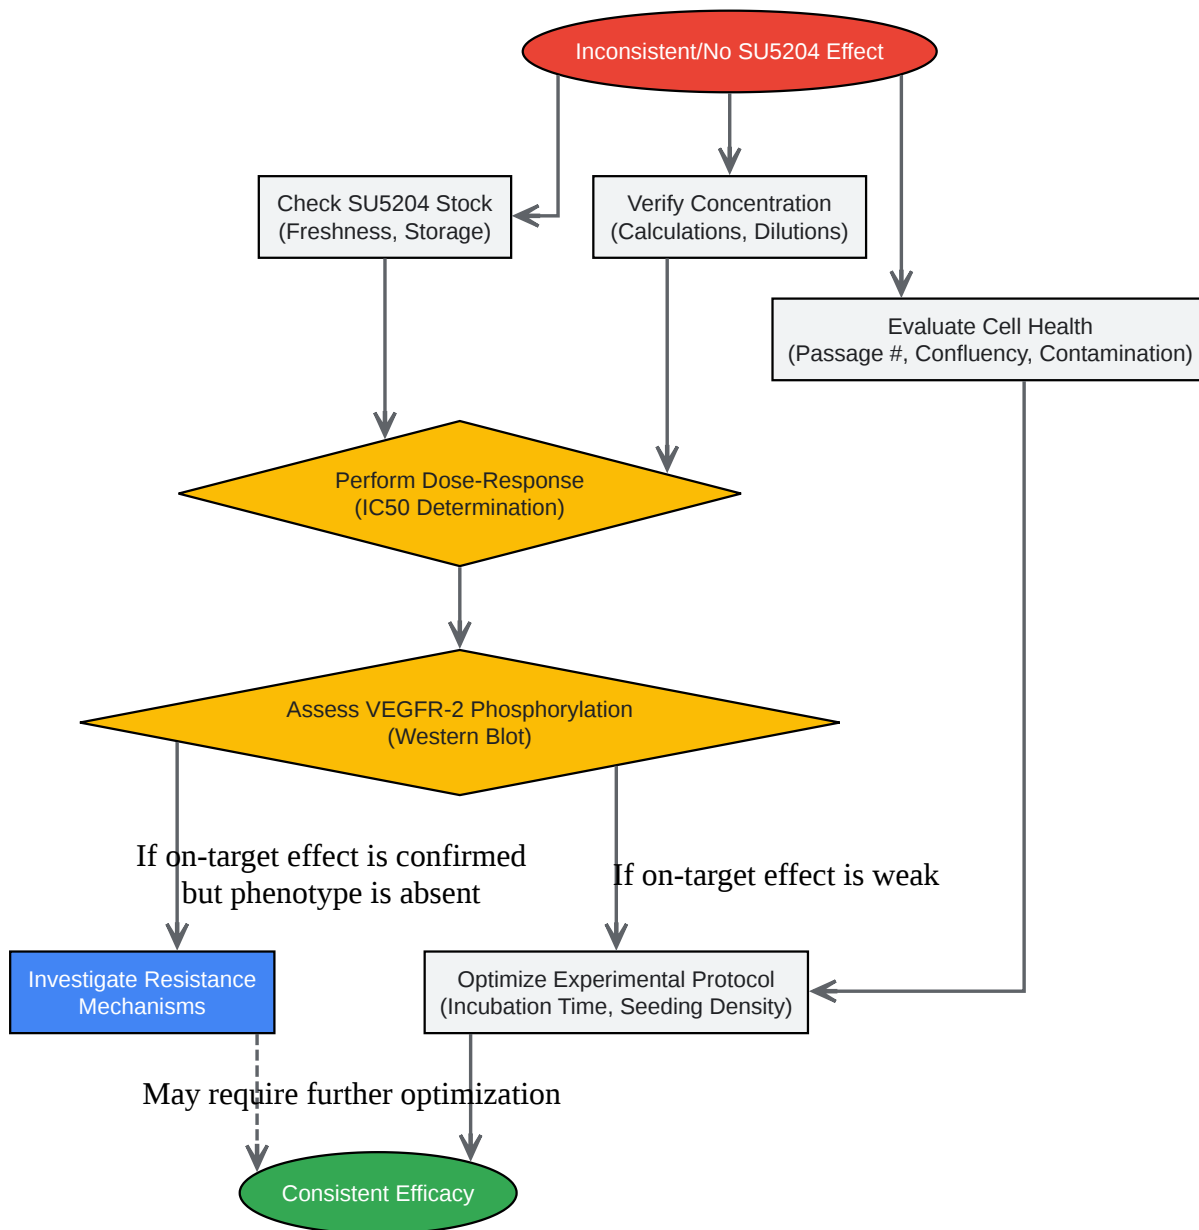 Inconsistent/No SU5204 Effect
Check SU5204 Stock
(Freshness, Storage)
Verify Concentration
(Calculations, Dilutions)
Evaluate Cell Health
(Passage #, Confluency, Contamination)
Perform Dose-Response
(IC50 Determination)
Assess VEGFR-2 Phosphorylation
(Western Blot)
If on-target effect is confirmed
but phenotype is absent
If on-target effect is weak
Investigate Resistance
Mechanisms
Optimize Experimental Protocol
(Incubation Time, Seeding Density)
May require further optimization
Consistent Efficacy